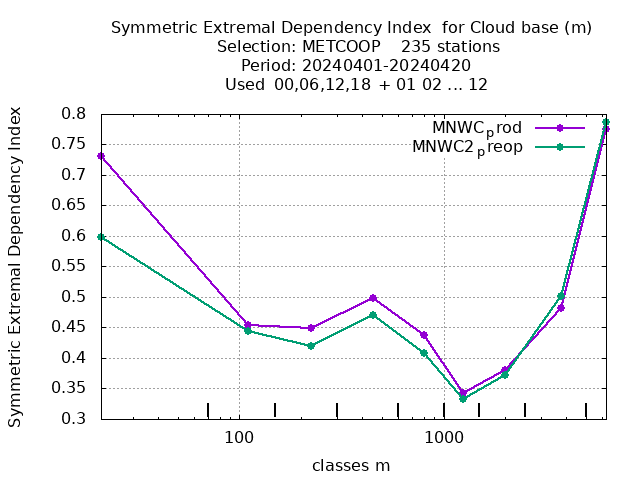 Symmetric Extremal Dependency Index  for Cloud base (m)
Selection: METCOOP    235 stations
Period: 20240401-20240420
Used  00,06,12,18 + 01 02 ... 12
MNWCprod
MNWC2preop
Symmetric Extremal Dependency Index
0.8
0.75
0.7
0.65
0.6
0.55
0.5
0.45
0.4
0.35
0.3
100
1000
classes m